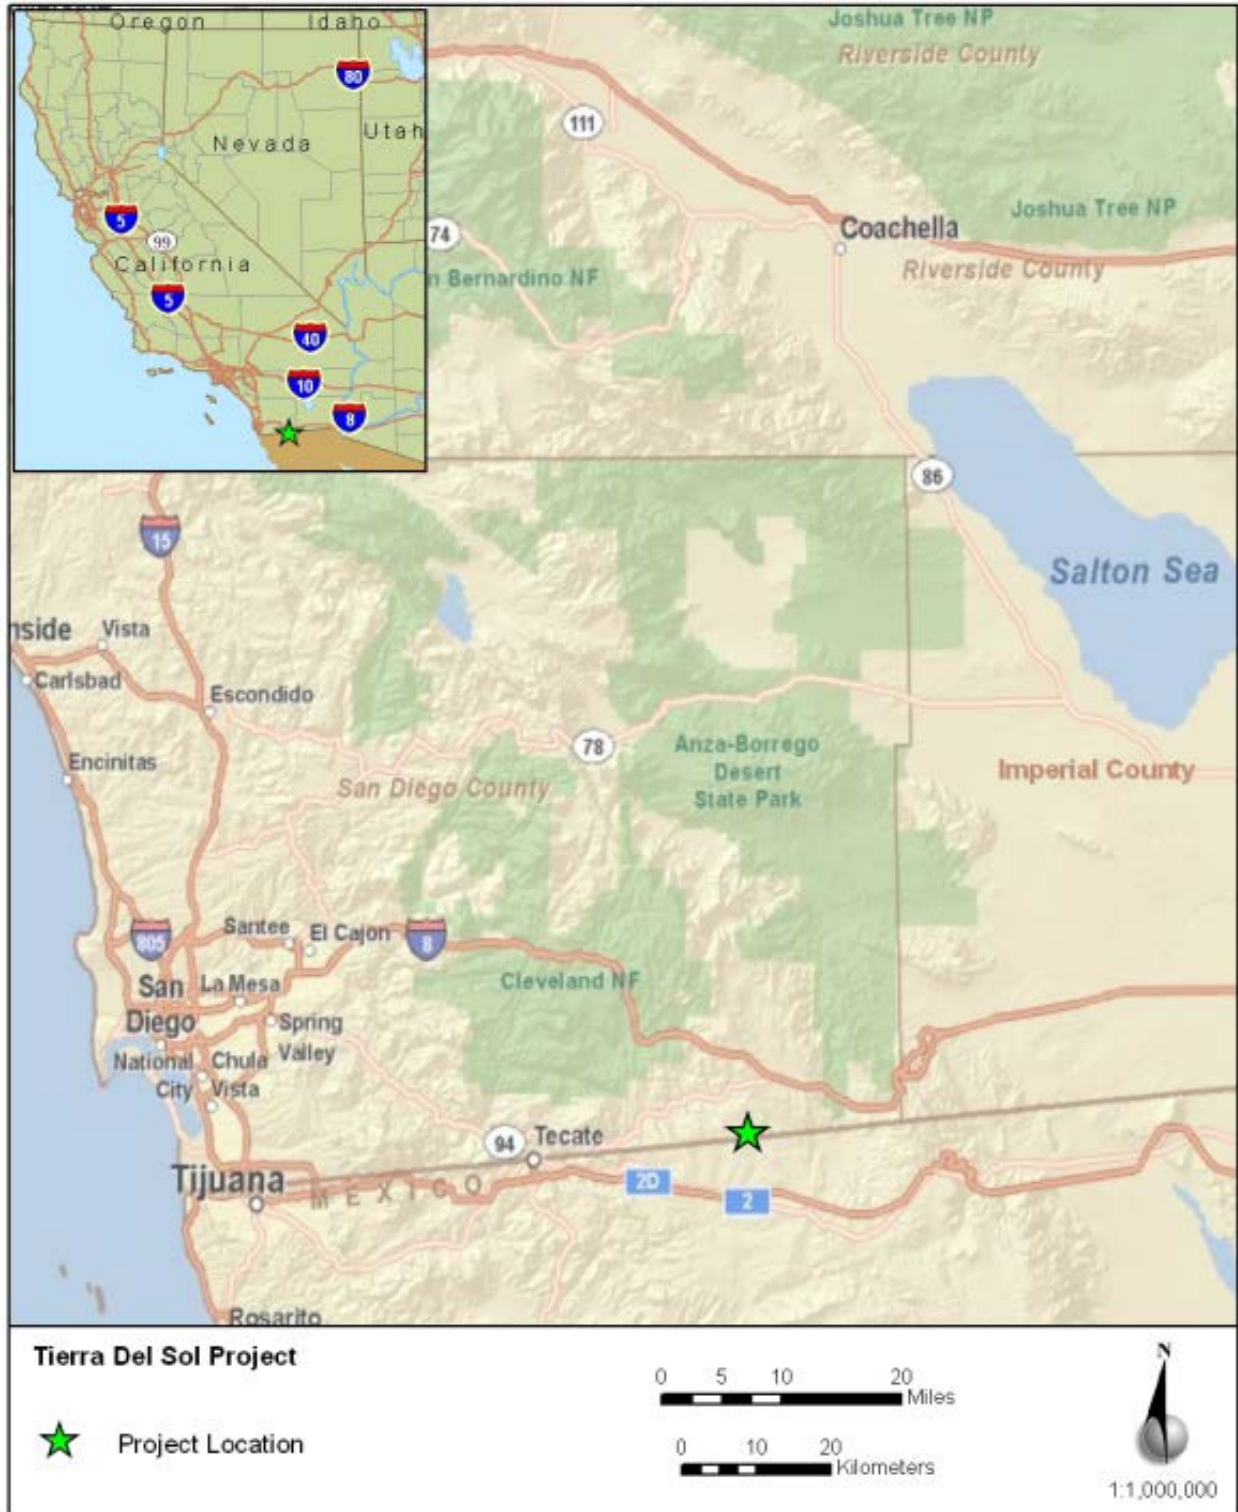 Oregon
Idaho
80
Nevada
Utah
5
99
California
5
40
10
8
Joshua Tree NP
Riverside County
111
74
n Bernardino NF
Coachella
Joshua Tree NP
Riverside County
86
Salton Sea
15
nside
Vista
Carlsbad
Escondido
Encinitas
78
Anza-Borrego
Desert
State Park
San Diego County
Imperial County
805
Santee
El Cajon
8
San
Diego
La Mesa
Cleveland NF
Spring
Valley
National
City
Chula
Vista
94
Tecate
Tijuana
MEXICO
2D
2
Rosarito
Tierra Del Sol Project
Project Location
0 5 10 20
Miles
0 10 20
Kilometers
N
1:1,000,000